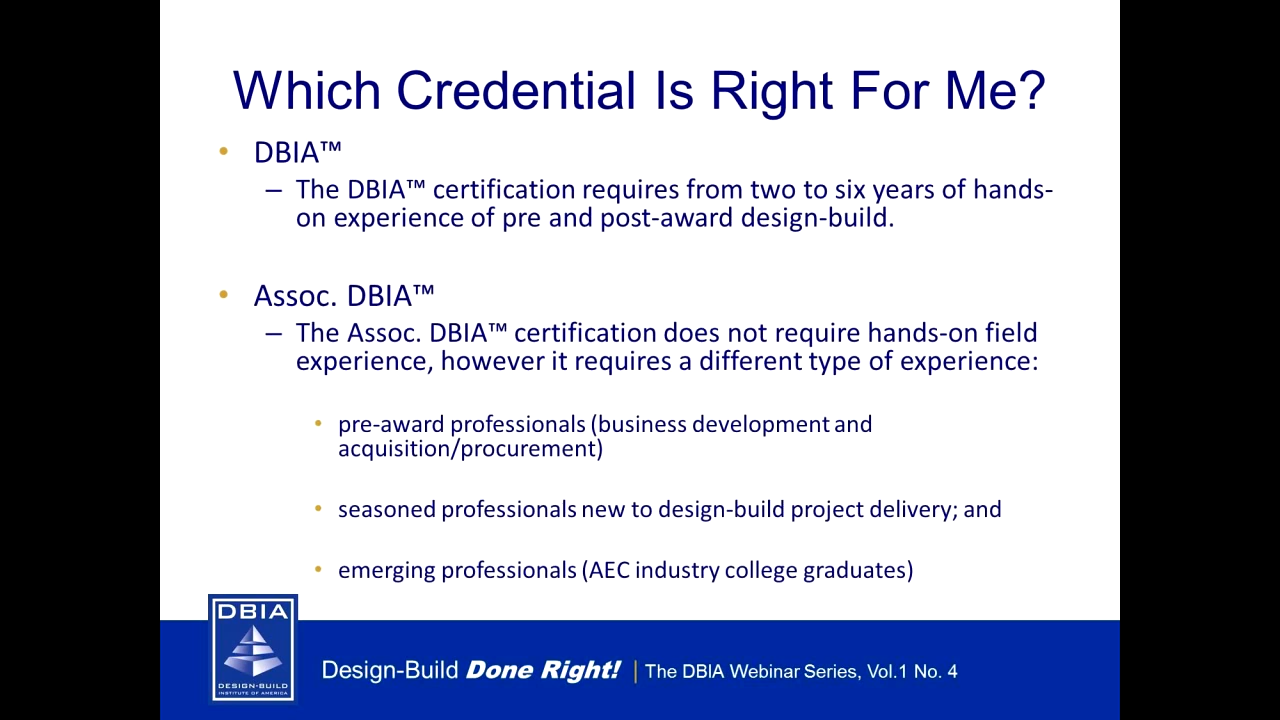 Which Credential Is Right For Me?
• DBIA™
– The DBIA™ certification requires from two to six years of hands-
on experience of pre and post-award design-build.
• Assoc. DBIA™
– The Assoc. DBIA™ certification does not require hands-on field
experience, however it requires a different type of experience:
• pre-award professionals (business development and
acquisition/procurement)
• seasoned professionals new to design-build project delivery; and
• emerging professionals (AEC industry college graduates)
DBIA
DESIGN-BUILD
INSTITUTE OF AMERICA
Design-Build Done Right! | The DBIA Webinar Series, Vol.1 No. 4